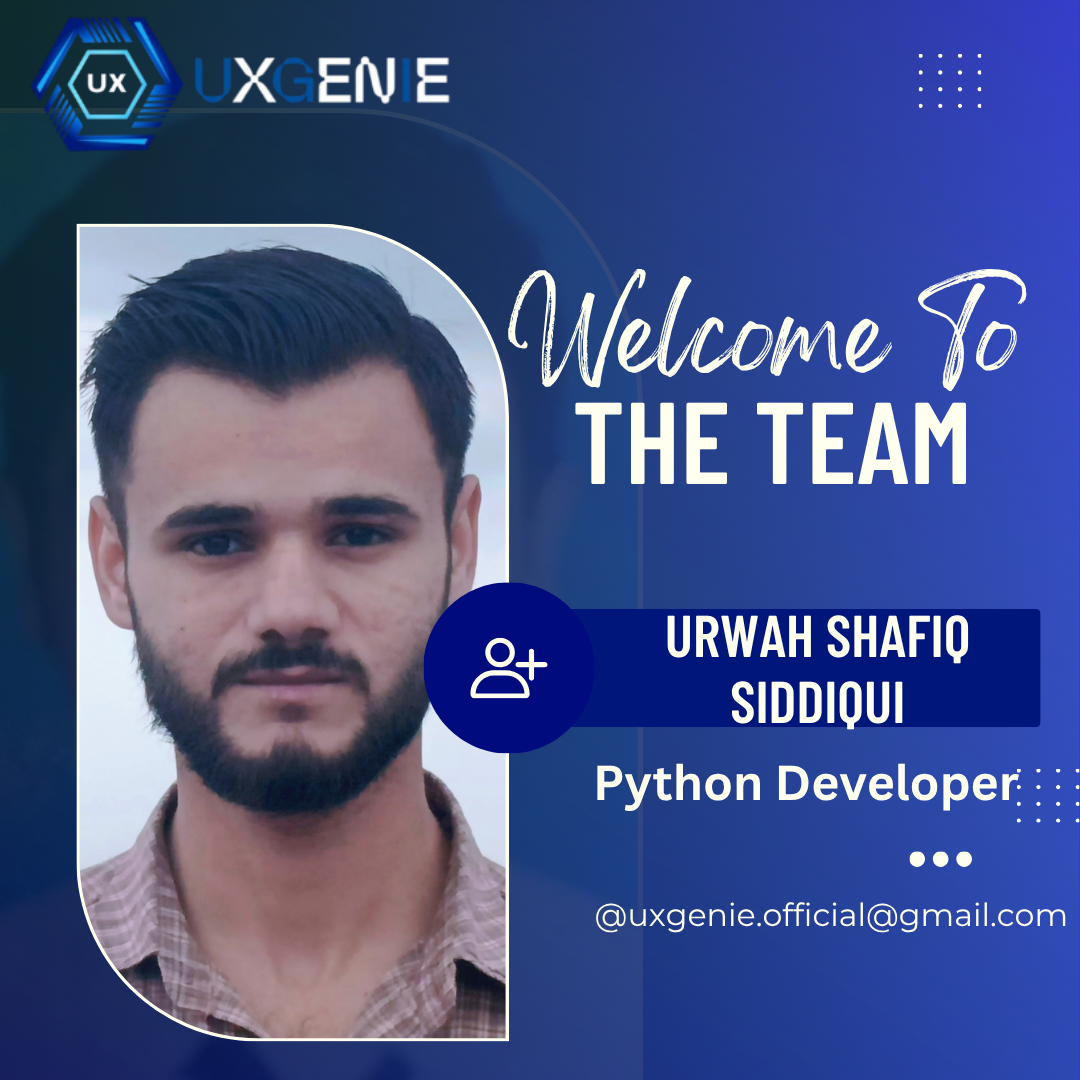 UX
UXGENIE
Welcome To
THE TEAM
URWAH SHAFIQ
SIDDIQUI
Python Developer
@uxgenie.official@gmail.com